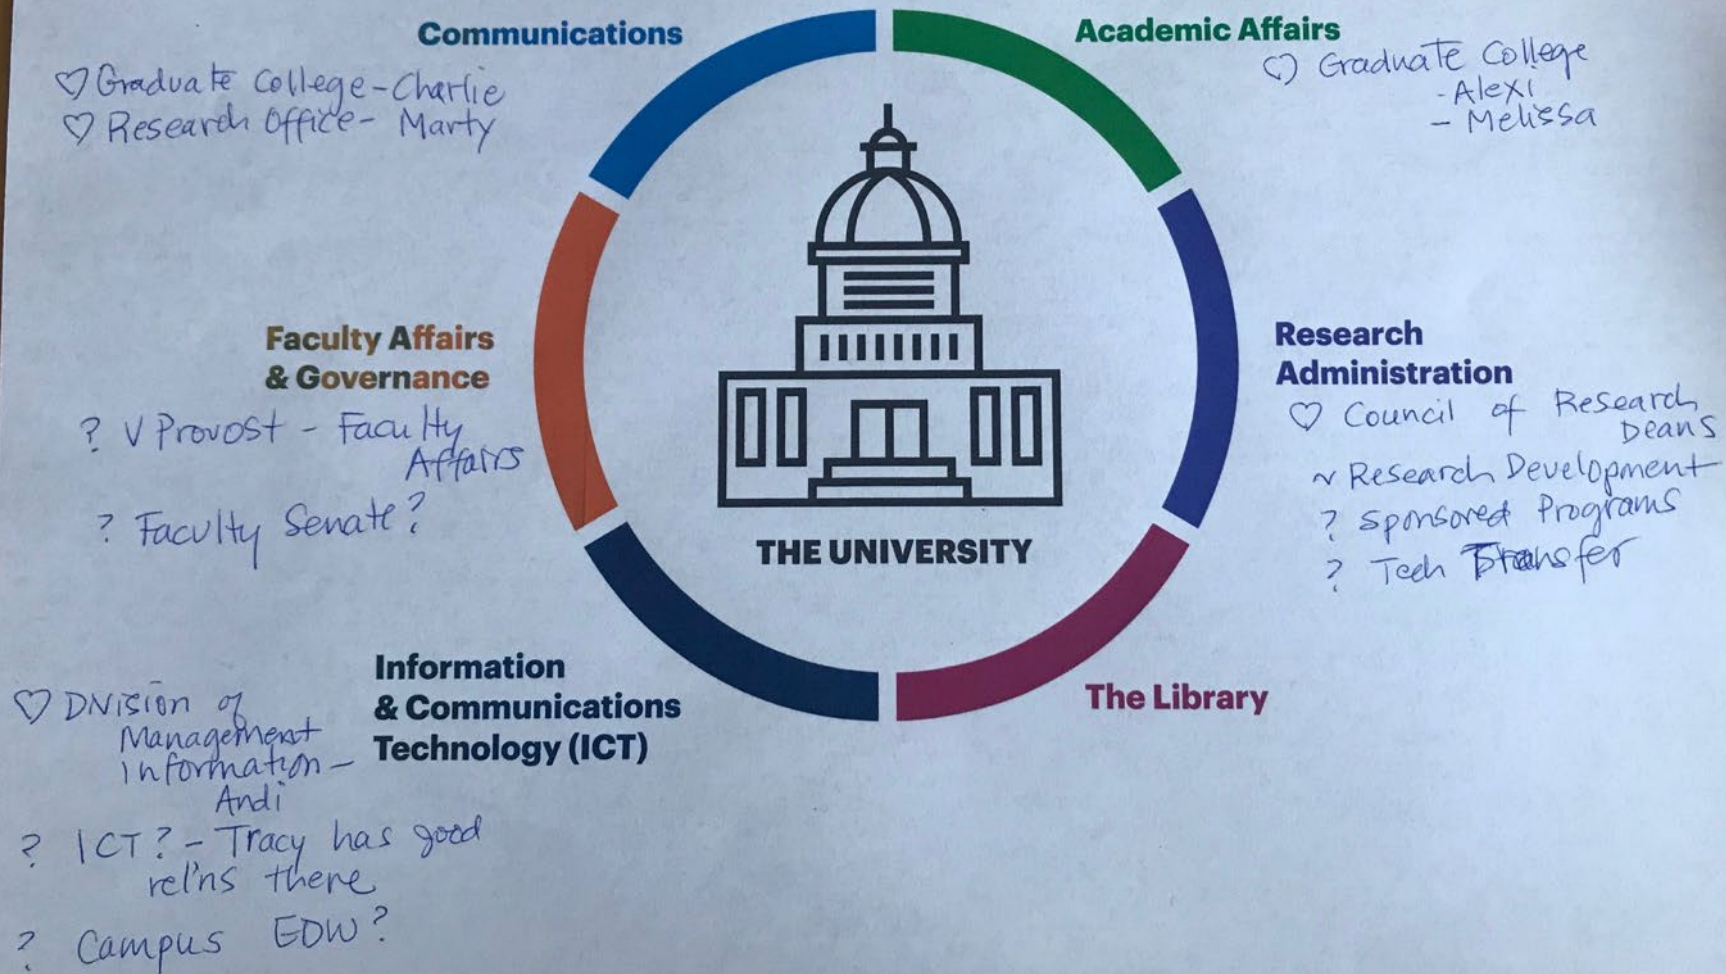 Communications
♡ Graduate College - Charlie
♡ Research Office - Marty
Academic Affairs
♡ Graduate College
- Alexi
- Melissa
Faculty Affairs
& Governance
? V Provost - Faculty
Affairs
? Faculty Senate?
Research
Administration
♡ Council of Research
Deans
~ Research Development
? Sponsored Programs
? Tech Transfer
THE UNIVERSITY
Information
& Communications
Technology (ICT)
♡ Division of
Management
Information -
Andi
? ICT? - Tracy has good
rel'ns there
? Campus EDW?
The Library